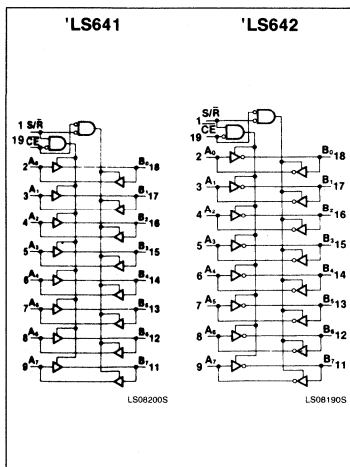 'LS641
1 S/R̅
19 C̅E̅
2 A₀ B₀ 18
3 A₁ B₁ 17
4 A₂ B₂ 16
5 A₃ B₃ 15
6 A₄ B₄ 14
7 A₅ B₅ 13
8 A₆ B₆ 12
9 A₇ B₇ 11
LS08200S
'LS642
S/R̅
1
C̅E̅
19
2 A₀ B₀ 18
3 A₁ B₁ 17
4 A₂ B₂ 16
5 A₃ B₃ 15
6 A₄ B₄ 14
7 A₅ B₅ 13
8 A₆ B₆ 12
9 A₇ B₇ 11
LS08190S